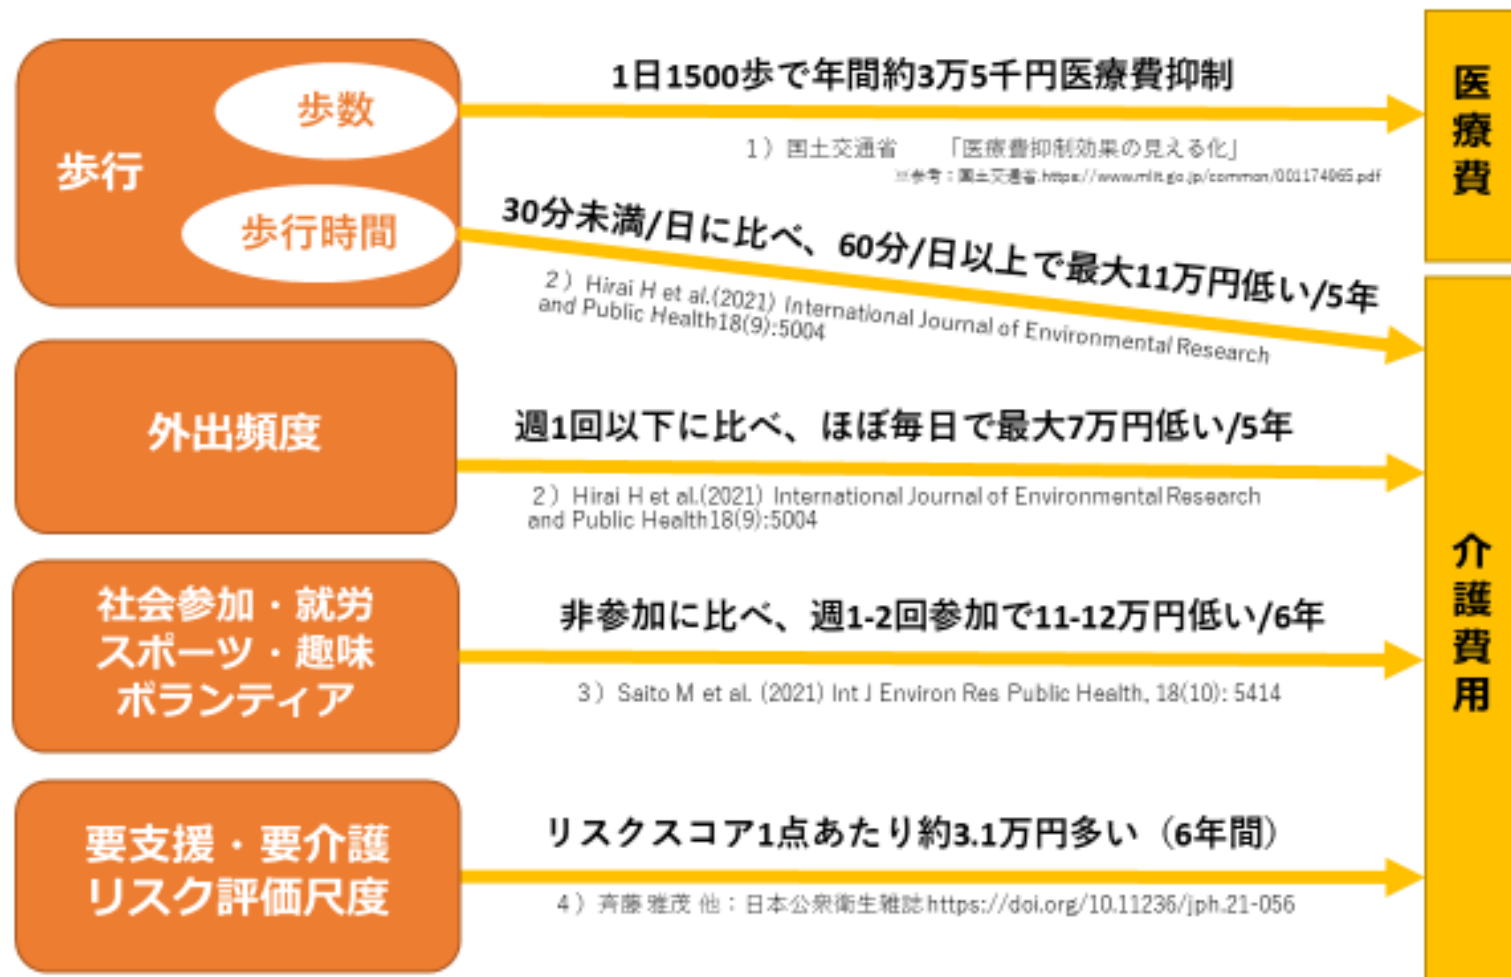 歩行
歩数
歩行時間
1日1500歩で年間約3万5千円医療費抑制
1）国土交通省　「医療費抑制効果の見える化」
※参考：国土交通省.https://www.mlit.go.jp/common/001174965.pdf
30分未満/日に比べ、60分/日以上で最大11万円低い/5年
2）Hirai H et al.(2021) International Journal of Environmental Research
and Public Health18(9):5004
医療費
外出頻度
週1回以下に比べ、ほぼ毎日で最大7万円低い/5年
2）Hirai H et al.(2021) International Journal of Environmental Research
and Public Health18(9):5004
社会参加・就労
スポーツ・趣味
ボランティア
非参加に比べ、週1-2回参加で11-12万円低い/6年
3）Saito M et al. (2021) Int J Environ Res Public Health, 18(10): 5414
要支援・要介護
リスク評価尺度
リスクスコア1点あたり約3.1万円多い（6年間）
4）斉藤 雅茂 他：日本公衆衛生雑誌https://doi.org/10.11236/jph.21-056
介護費用